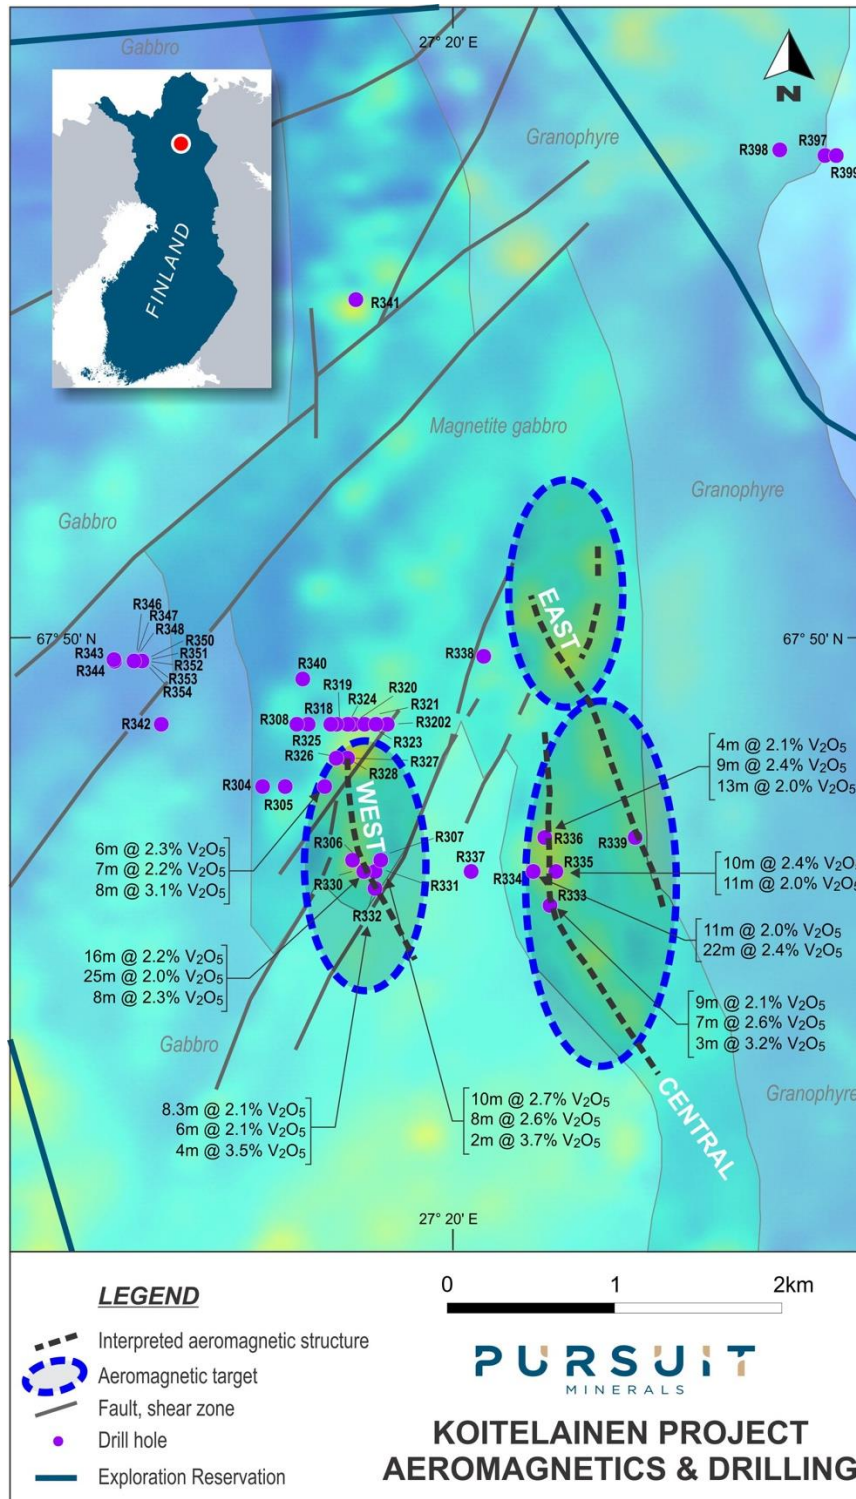 27° 20' E
Gabbro
Granophyre
R398
R397
R399
FINLAND
N
R341
Magnetite gabbro
Granophyre
Gabbro
EAST
R346
R347
R348
R350
R351
R352
R353
R354
R343
R344
67° 50' N
67° 50' N
R338
R340
R342
R308
R318
R319
R324
R320
R321
R3202
R325
R323
R326
R327
R328
R304
R305
WEST
4m @ 2.1% V₂O₅
9m @ 2.4% V₂O₅
13m @ 2.0% V₂O₅
R306
R307
R336
R339
6m @ 2.3% V₂O₅
7m @ 2.2% V₂O₅
8m @ 3.1% V₂O₅
R330
R331
R337
R334
R335
10m @ 2.4% V₂O₅
11m @ 2.0% V₂O₅
R332
R333
11m @ 2.0% V₂O₅
22m @ 2.4% V₂O₅
16m @ 2.2% V₂O₅
25m @ 2.0% V₂O₅
8m @ 2.3% V₂O₅
9m @ 2.1% V₂O₅
7m @ 2.6% V₂O₅
3m @ 3.2% V₂O₅
Gabbro
CENTRAL
Granophyre
8.3m @ 2.1% V₂O₅
6m @ 2.1% V₂O₅
4m @ 3.5% V₂O₅
10m @ 2.7% V₂O₅
8m @ 2.6% V₂O₅
2m @ 3.7% V₂O₅
27° 20' E
LEGEND
Interpreted aeromagnetic structure
Aeromagnetic target
Fault, shear zone
Drill hole
Exploration Reservation
0 1 2km
PURSUIT
MINERALS
KOITELAINEN PROJECT
AEROMAGNETICS & DRILLING